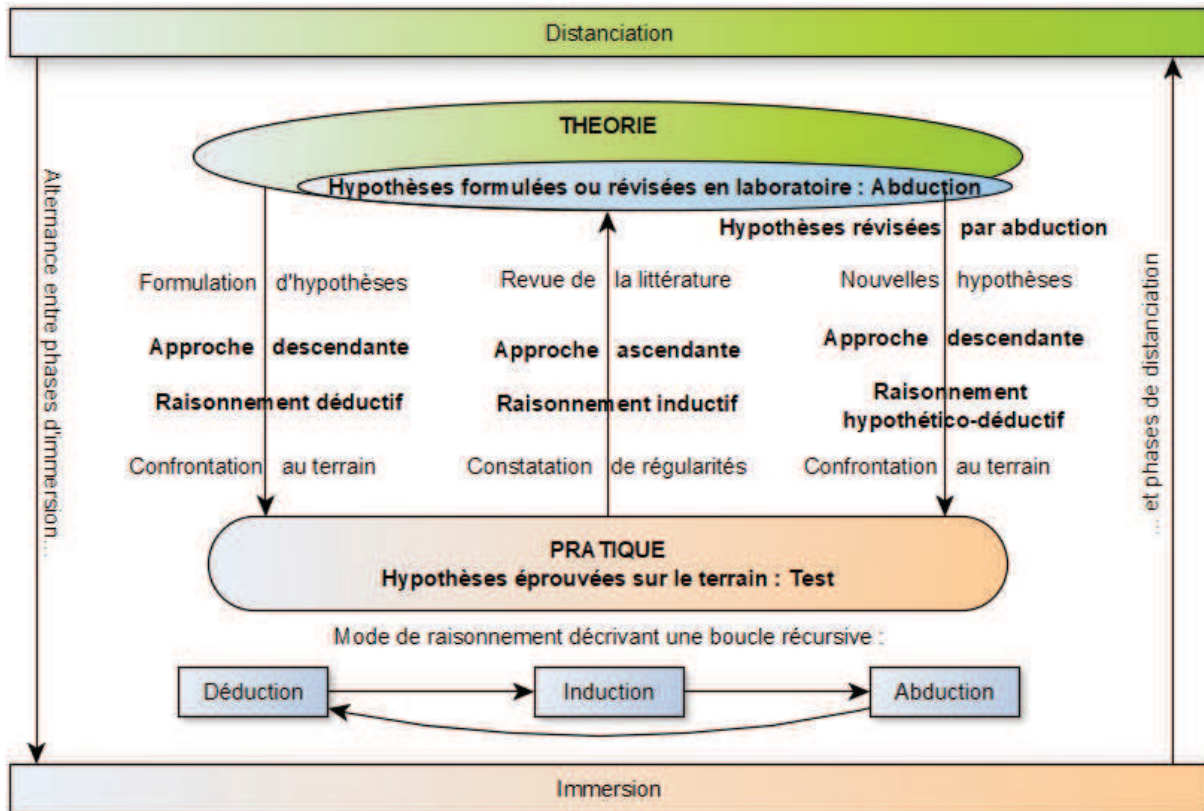 Distanciation
THEORIE
Hypothèses formulées ou révisées en laboratoire : Abduction
Hypothèses révisées par abduction
Formulation d'hypothèses
Revue de la littérature
Nouvelles hypothèses
Approche descendante
Approche ascendante
Approche descendante
Raisonnement déductif
Raisonnement inductif
Raisonnement
hypothético-déductif
Confrontation au terrain
Constatation de régularités
Confrontation au terrain
Alternance entre phases d'immersion...
... et phases de distanciation
PRATIQUE
Hypothèses éprouvées sur le terrain : Test
Mode de raisonnement décrivant une boucle récursive :
Déduction
Induction
Abduction
Immersion